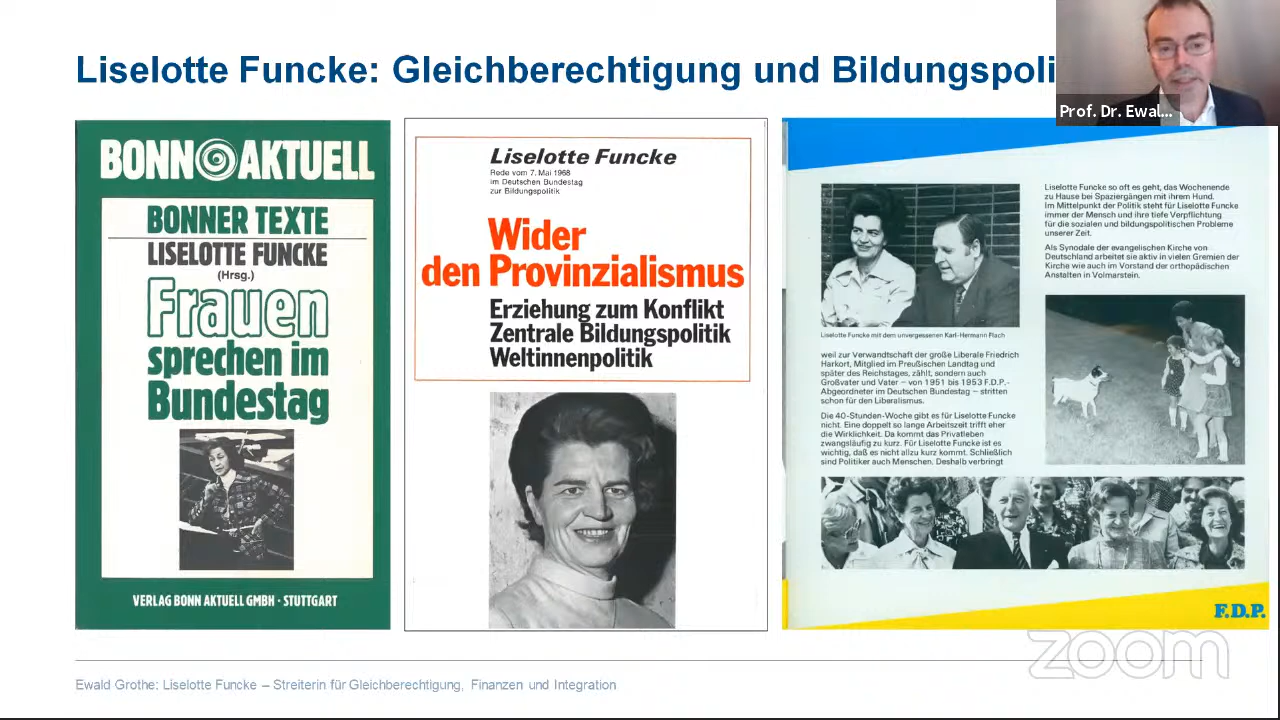 Liselotte Funcke: Gleichberechtigung und Bildungspoli
Prof. Dr. Ewal...
BONN AKTUELL
BONNER TEXTE
LISELOTTE FUNCKE
(Hrsg.)
Frauen
sprechen im
Bundestag
VERLAG BONN AKTUELL GMBH · STUTTGART
Liselotte Funcke
Rede vom 7. Mai 1968
im Deutschen Bundestag
zur Bildungspolitik
Wider
den Provinzialismus
Erziehung zum Konflikt
Zentrale Bildungspolitik
Weltinnenpolitik
Liselotte Funcke mit dem unvergessenen Karl-Hermann Flach
weil zur Verwandtschaft der große Liberale Friedrich
Harkort, Mitglied im Preußischen Landtag und
später des Reichstages, zählt, sondern auch
Großvater und Vater – von 1951 bis 1953 F.D.P.-
Abgeordneter im Deutschen Bundestag – stritten
schon für den Liberalismus.
Die 40-Stunden-Woche gibt es für Liselotte Funcke
nicht. Eine doppelt so lange Arbeitszeit trifft eher
die Wirklichkeit. Da kommt das Privatleben
zwangsläufig zu kurz. Für Liselotte Funcke ist es
wichtig, daß es nicht allzu kurz kommt. Schließlich
sind Politiker auch Menschen. Deshalb verbringt
Liselotte Funcke so oft es geht, das Wochenende
zu Hause bei Spaziergängen mit ihrem Hund.
Im Mittelpunkt der Politik steht für Liselotte Funcke
immer der Mensch und ihre tiefe Verpflichtung
für die sozialen und bildungspolitischen Probleme
unserer Zeit.
Als Synodale der evangelischen Kirche von
Deutschland arbeitet sie aktiv in vielen Gremien der
Kirche wie auch im Vorstand der orthopädischen
Anstalten in Volmarstein.
F.D.P.
zoom
Ewald Grothe: Liselotte Funcke – Streiterin für Gleichberechtigung, Finanzen und Integration